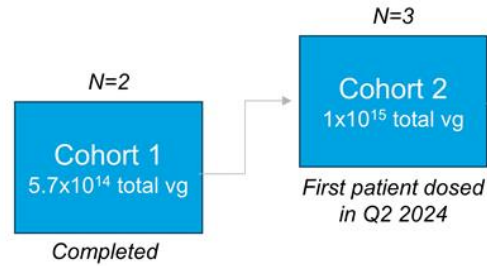 N=2
Cohort 1
5.7x10¹⁴ total vg
Completed
N=3
Cohort 2
1x10¹⁵ total vg
First patient dosed
in Q2 2024